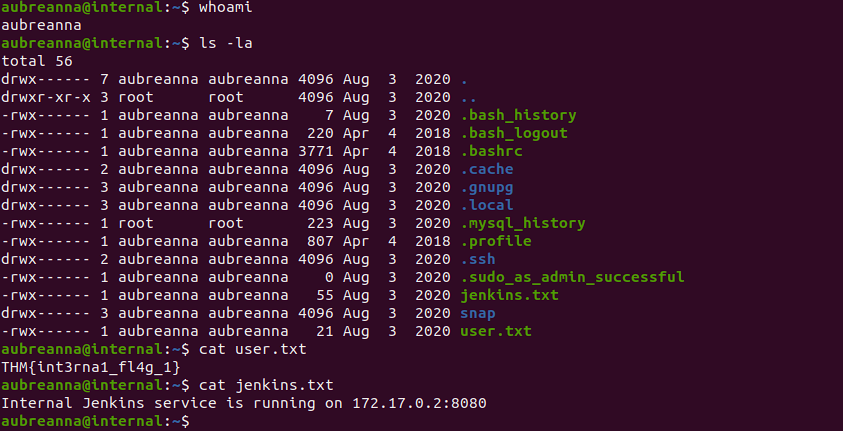 aubreanna@internal:~$ whoami
aubreanna
aubreanna@internal:~$ ls -la
total 56
drwx------ 7 aubreanna aubreanna 4096 Aug  3  2020 .
drwxr-xr-x 3 root      root      4096 Aug  3  2020 ..
-rwx------ 1 aubreanna aubreanna    7 Aug  3  2020 .bash_history
-rwx------ 1 aubreanna aubreanna  220 Apr  4  2018 .bash_logout
-rwx------ 1 aubreanna aubreanna 3771 Apr  4  2018 .bashrc
drwx------ 2 aubreanna aubreanna 4096 Aug  3  2020 .cache
drwx------ 3 aubreanna aubreanna 4096 Aug  3  2020 .gnupg
drwx------ 3 aubreanna aubreanna 4096 Aug  3  2020 .local
-rwx------ 1 root      root       223 Aug  3  2020 .mysql_history
-rwx------ 1 aubreanna aubreanna  807 Apr  4  2018 .profile
drwx------ 2 aubreanna aubreanna 4096 Aug  3  2020 .ssh
-rwx------ 1 aubreanna aubreanna    0 Aug  3  2020 .sudo_as_admin_successful
-rwx------ 1 aubreanna aubreanna   55 Aug  3  2020 jenkins.txt
drwx------ 3 aubreanna aubreanna 4096 Aug  3  2020 snap
-rwx------ 1 aubreanna aubreanna   21 Aug  3  2020 user.txt
aubreanna@internal:~$ cat user.txt
THM{int3rna1_fl4g_1}
aubreanna@internal:~$ cat jenkins.txt
Internal Jenkins service is running on 172.17.0.2:8080
aubreanna@internal:~$